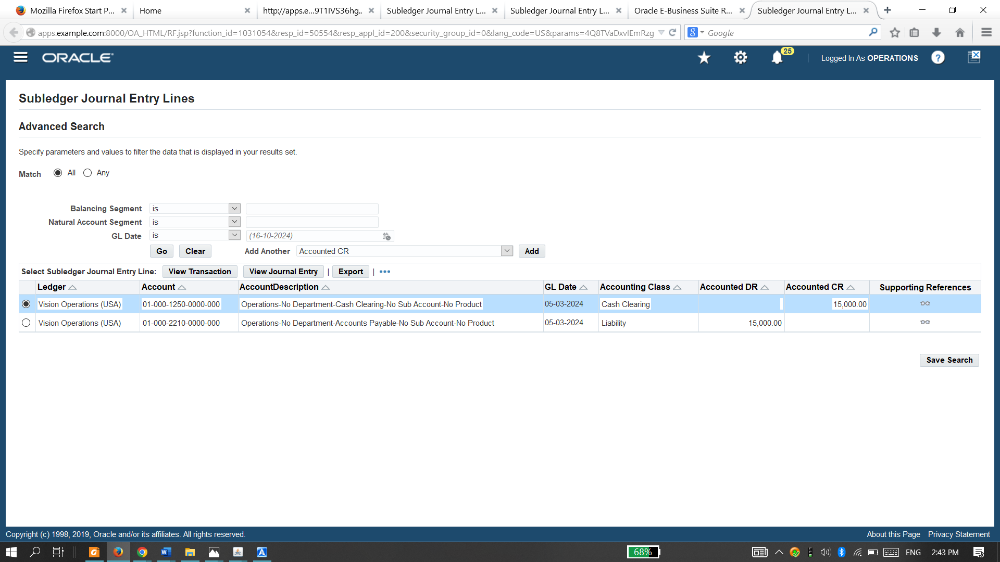 Mozilla Firefox Start P... Home http://apps.e...9T1IVS36hg.. Subledger Journal Entry L... Subledger Journal Entry L... Oracle E-Business Suite R... Subledger Journal Entry L...
apps.example.com:8000/OA_HTML/RF.jsp?function_id=1031054&resp_id=50554&resp_appl_id=200&security_group_id=0&lang_code=US&params=4Q8TVaDxvIEmRzg 8 Google
ORACLE 25 Logged In As OPERATIONS ?
Subledger Journal Entry Lines
Advanced Search
Specify parameters and values to filter the data that is displayed in your results set.
Match All Any
Balancing Segment is
Natural Account Segment is
GL Date is (16-10-2024)
Go Clear Add Another Accounted CR Add
Select Subledger Journal Entry Line: View Transaction View Journal Entry | Export |
Ledger Account AccountDescription GL Date Accounting Class Accounted DR Accounted CR Supporting References
Vision Operations (USA) 01-000-1250-0000-000 Operations-No Department-Cash Clearing-No Sub Account-No Product 05-03-2024 Cash Clearing 15,000.00
Vision Operations (USA) 01-000-2210-0000-000 Operations-No Department-Accounts Payable-No Sub Account-No Product 05-03-2024 Liability 15,000.00
Save Search
Copyright (c) 1998, 2019, Oracle and/or its affiliates. All rights reserved. About this Page Privacy Statement
68% ENG 2:43 PM